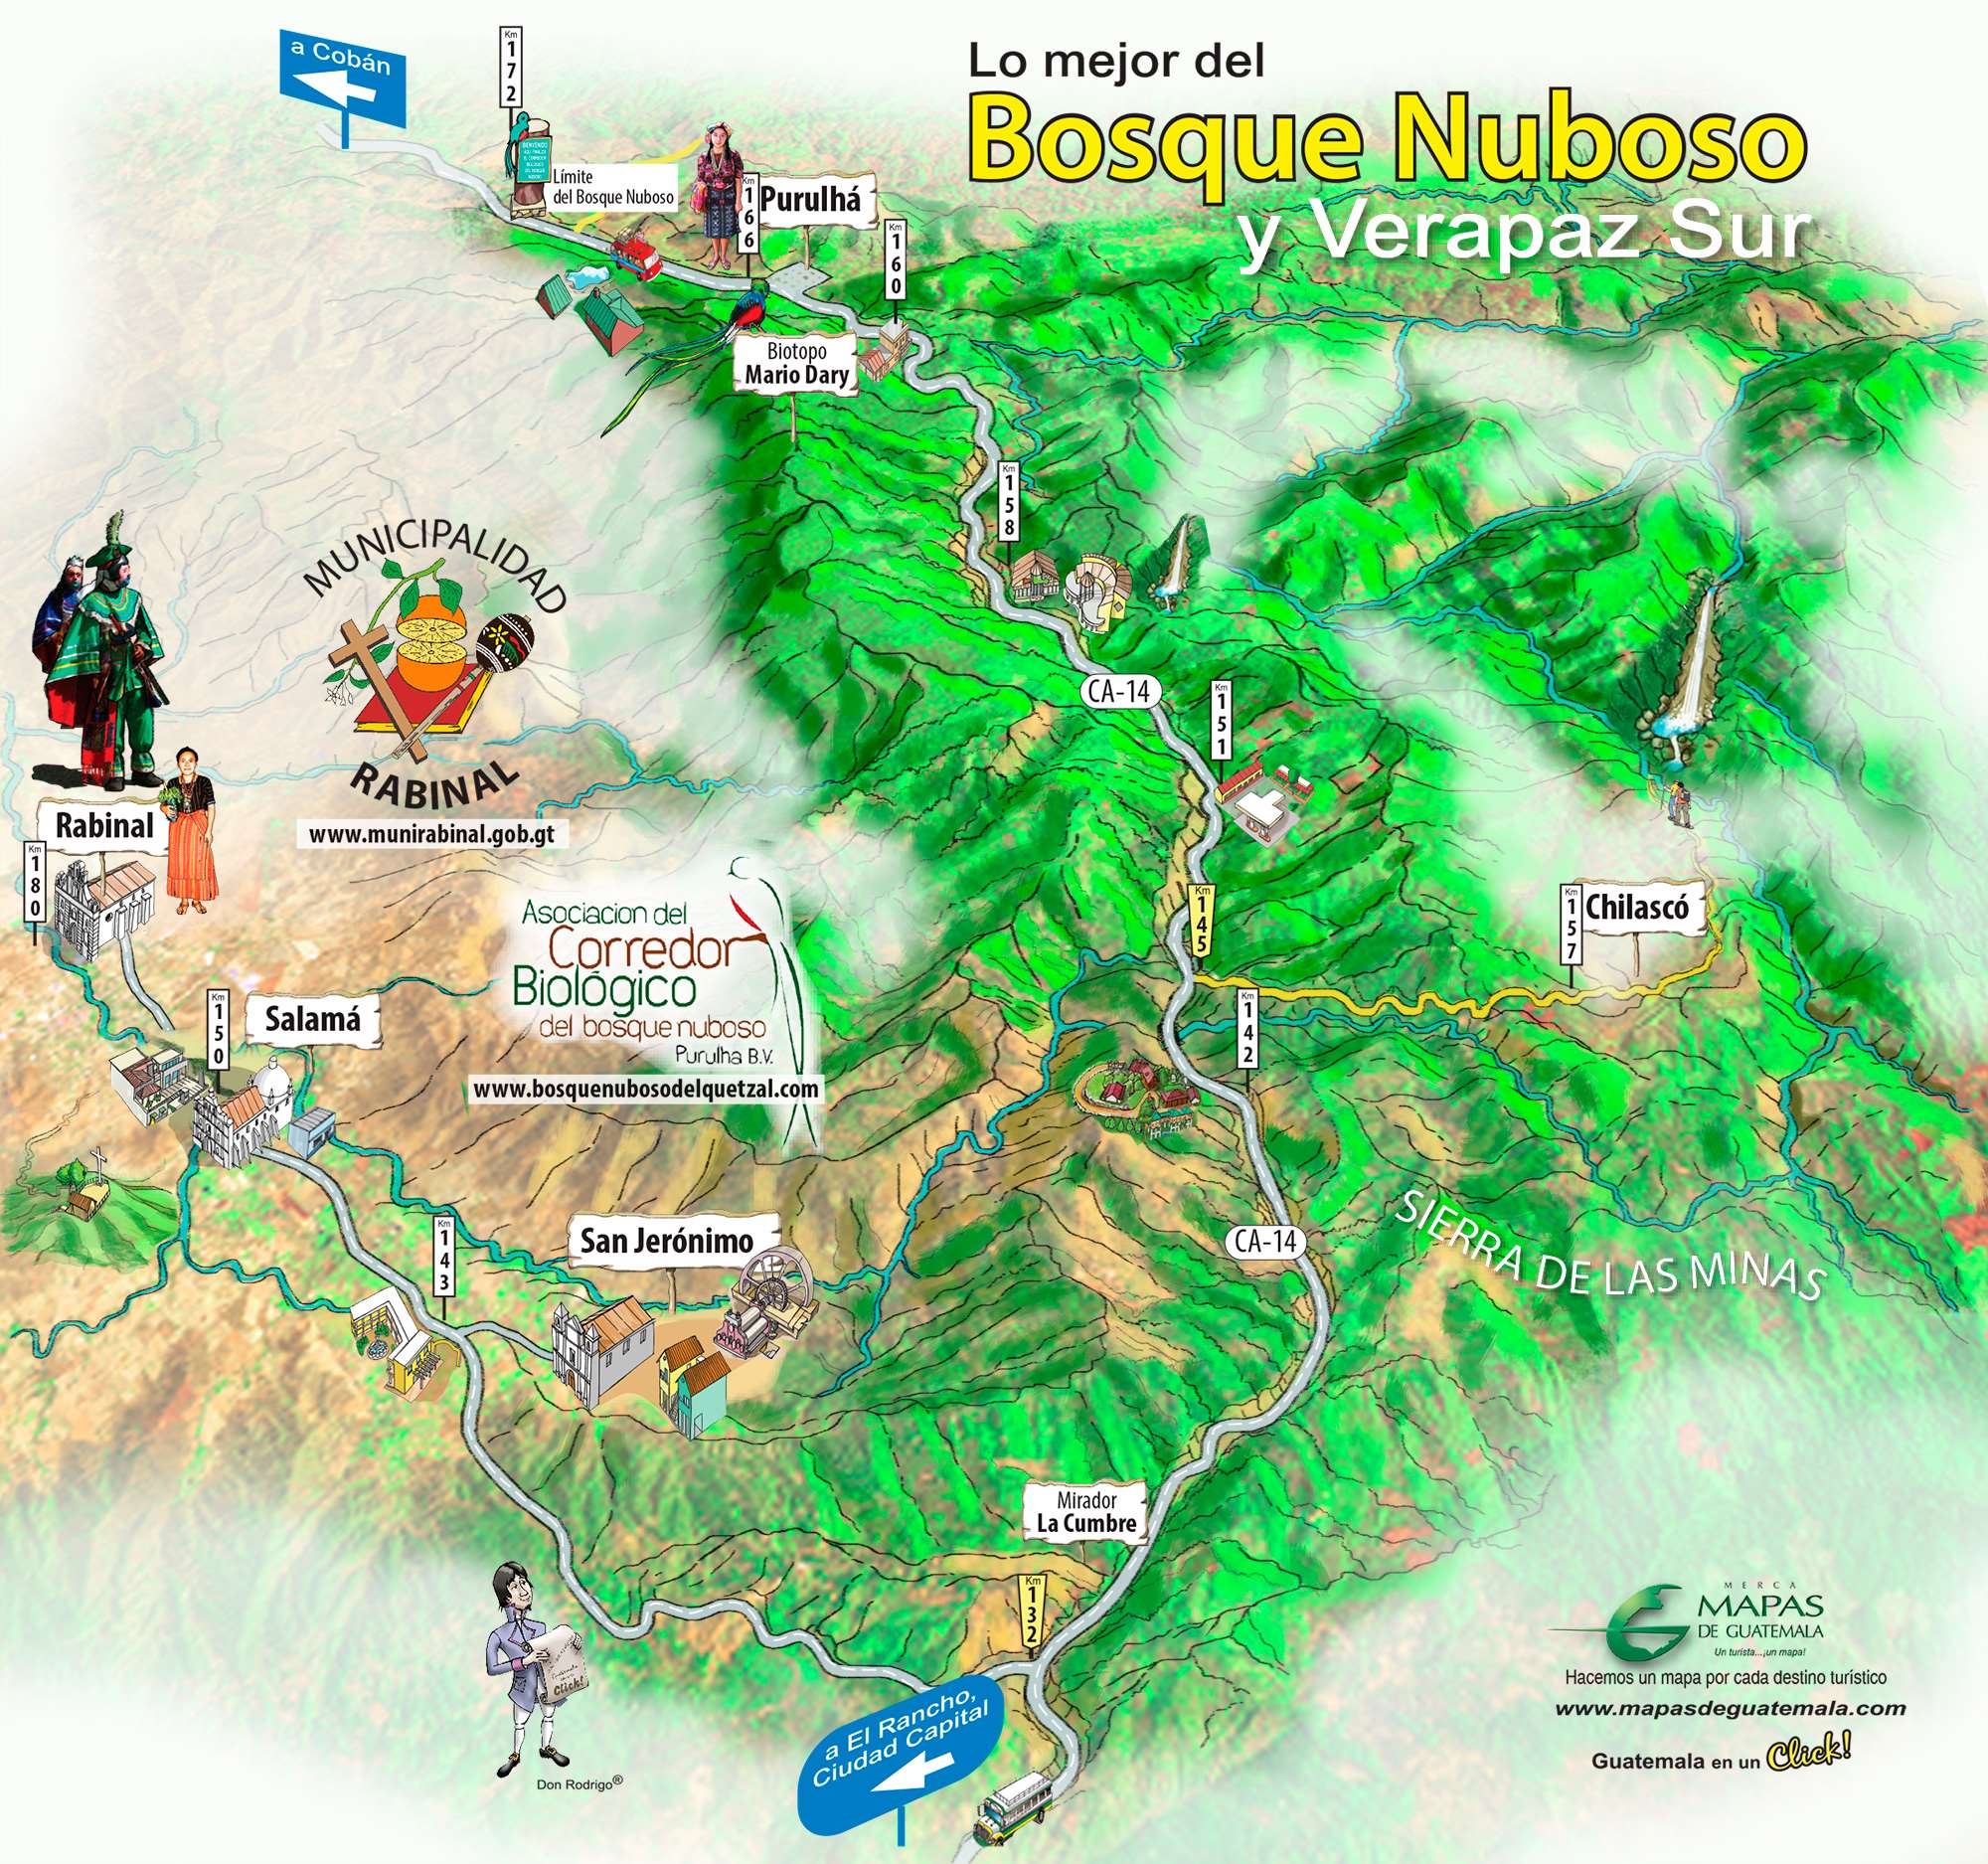 Lo mejor del
Bosque Nuboso
y Verapaz Sur
a Cobán
Km
172
BIENVENIDO
Límite
del Bosque Nuboso
Km
166
Purulhá
Km
160
Biotopo
Mario Dary
Km
158
CA-14
Km
151
MUNICIPALIDAD
RABINAL
www.munirabinal.gob.gt
Rabinal
Km
180
Asociacion del
Corredor
Biológico
del bosque nuboso
Purulha B.V.
www.bosquenubosodelquetzal.com
Km
145
Km
157
Chilascó
Km
142
Km
150
Salamá
SIERRA DE LAS MINAS
CA-14
Km
143
San Jerónimo
Mirador
La Cumbre
Km
132
Click!
Don Rodrigo®
a El Rancho,
Ciudad Capital
MERCA
MAPAS
DE GUATEMALA
Un turista...¡un mapa!
Hacemos un mapa por cada destino turístico
www.mapasdeguatemala.com
Guatemala en un Click!